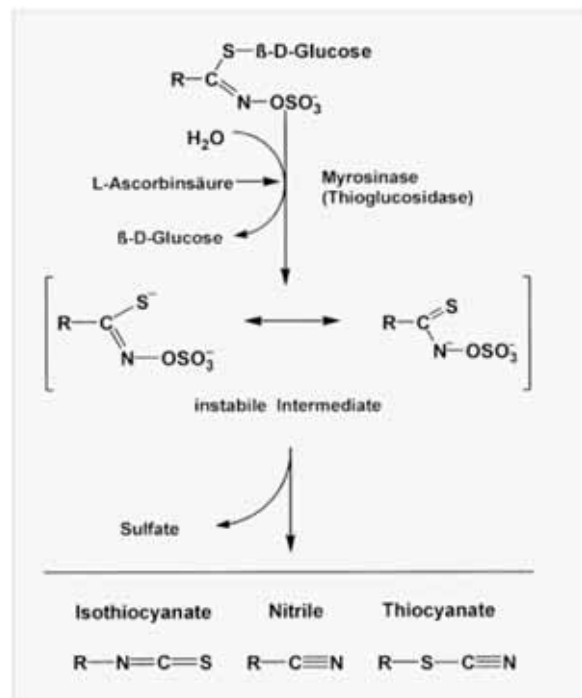 S–ß-D-Glucose
R–C
N–OSO₃⁻
H₂O
L-Ascorbinsäure
Myrosinase
(Thioglucosidase)
ß-D-Glucose
S⁻
R–C
N–OSO₃⁻
S
R–C
N⁻–OSO₃⁻
instabile Intermediate
Sulfate
Isothiocyanate Nitrile Thiocyanate
R–N=C=S R–C≡N R–S–C≡N